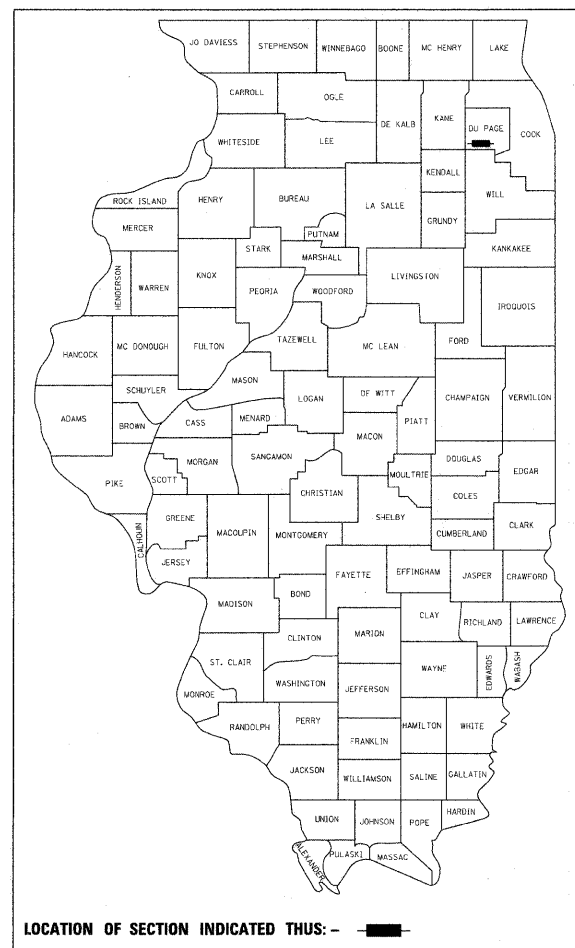 JO DAVIESS
STEPHENSON
WINNEBAGO
BOONE
MC HENRY
LAKE
CARROLL
OGLE
DE KALB
KANE
DU PAGE
COOK
WHITESIDE
LEE
KENDALL
WILL
ROCK ISLAND
HENRY
BUREAU
LA SALLE
GRUNDY
MERCER
PUTNAM
KANKAKEE
STARK
MARSHALL
HENDERSON
WARREN
KNOX
PEORIA
WOODFORD
LIVINGSTON
IROQUOIS
HANCOCK
MC DONOUGH
FULTON
TAZEWELL
MC LEAN
FORD
SCHUYLER
MASON
LOGAN
DE WITT
CHAMPAIGN
VERMILION
ADAMS
BROWN
CASS
MENARD
PIATT
MACON
MORGAN
SANGAMON
DOUGLAS
EDGAR
PIKE
SCOTT
CHRISTIAN
MOULTRIE
COLES
GREENE
MACOUPIN
MONTGOMERY
SHELBY
CUMBERLAND
CLARK
CALHOUN
JERSEY
FAYETTE
EFFINGHAM
JASPER
CRAWFORD
MADISON
BOND
CLAY
RICHLAND
LAWRENCE
CLINTON
MARION
ST. CLAIR
WAYNE
EDWARDS
WABASH
WASHINGTON
JEFFERSON
MONROE
RANDOLPH
PERRY
HAMILTON
WHITE
FRANKLIN
JACKSON
WILLIAMSON
SALINE
GALLATIN
UNION
JOHNSON
POPE
HARDIN
ALEXANDER
PULASKI
MASSAC
LOCATION OF SECTION INDICATED THUS: -